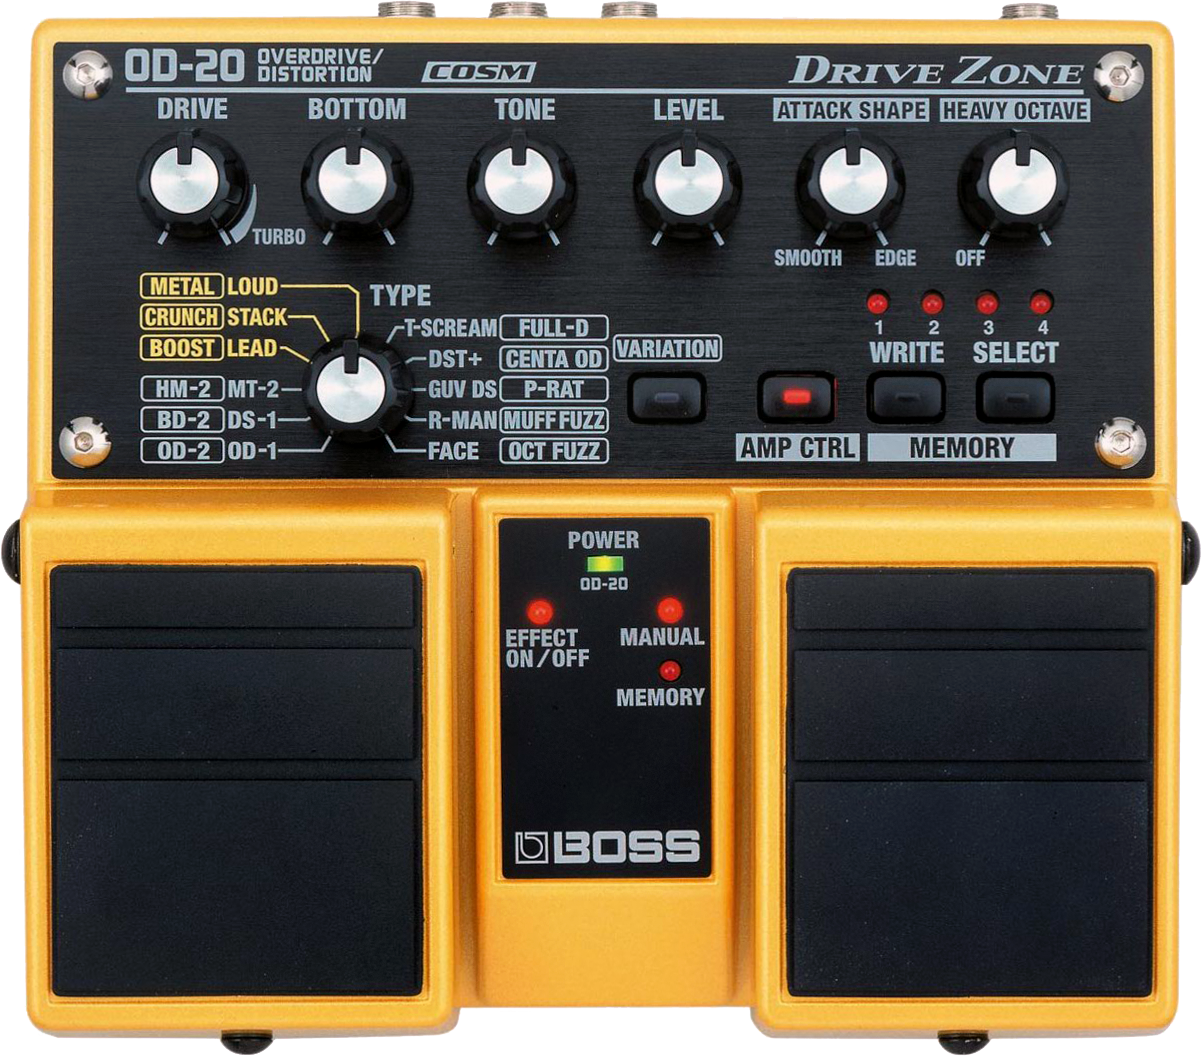 OD-20 OVERDRIVE/
DISTORTION
COSM
DRIVE ZONE
DRIVE
BOTTOM
TONE
LEVEL
ATTACK SHAPE
HEAVY OCTAVE
TURBO
SMOOTH
EDGE
OFF
METAL LOUD
CRUNCH STACK
BOOST LEAD
HM-2 MT-2
BD-2 DS-1
OD-2 OD-1
TYPE
T-SCREAM FULL-D
DST+ CENTA OD
GUV DS P-RAT
R-MAN MUFF FUZZ
FACE OCT FUZZ
VARIATION
1 2 3 4
WRITE SELECT
AMP CTRL
MEMORY
POWER
OD-20
EFFECT
ON/OFF
MANUAL
MEMORY
BOSS